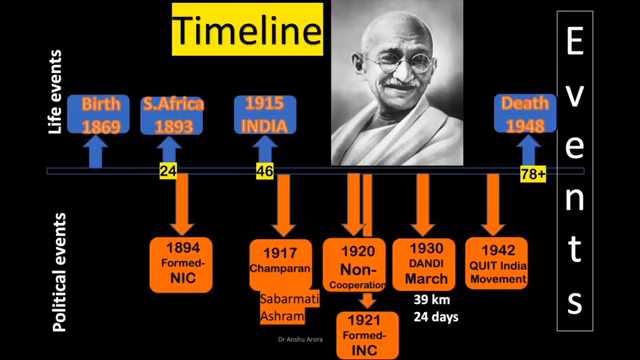 Timeline
Life events
Birth
1869
S.Africa
1893
1915
INDIA
Death
1948
24
46
78+
Political events
1894
Formed-
NIC
1917
Champaran
Sabarmati
Ashram
1920
Non-
Cooperation
1921
Formed-
INC
1930
DANDI
March
39 km
24 days
1942
QUIT India
Movement
Events
Dr Anshu Arora